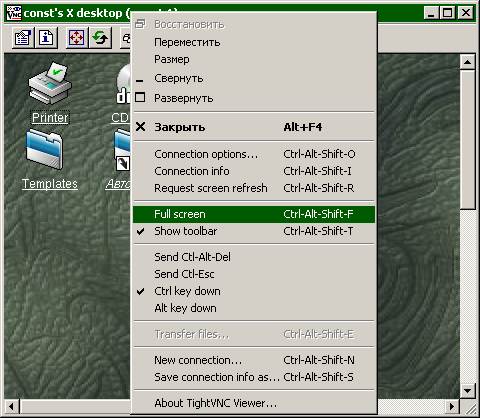 const's X desktop (
Восстановить
Переместить
Размер
Свернуть
Развернуть
Закрыть Alt+F4
Connection options... Ctrl-Alt-Shift-O
Connection info Ctrl-Alt-Shift-I
Request screen refresh Ctrl-Alt-Shift-R
Full screen Ctrl-Alt-Shift-F
Show toolbar Ctrl-Alt-Shift-T
Send Ctl-Alt-Del
Send Ctl-Esc
Ctrl key down
Alt key down
Transfer files... Ctrl-Alt-Shift-E
New connection... Ctrl-Alt-Shift-N
Save connection info as... Ctrl-Alt-Shift-S
About TightVNC Viewer...
Printer
CD
Templates
Авто